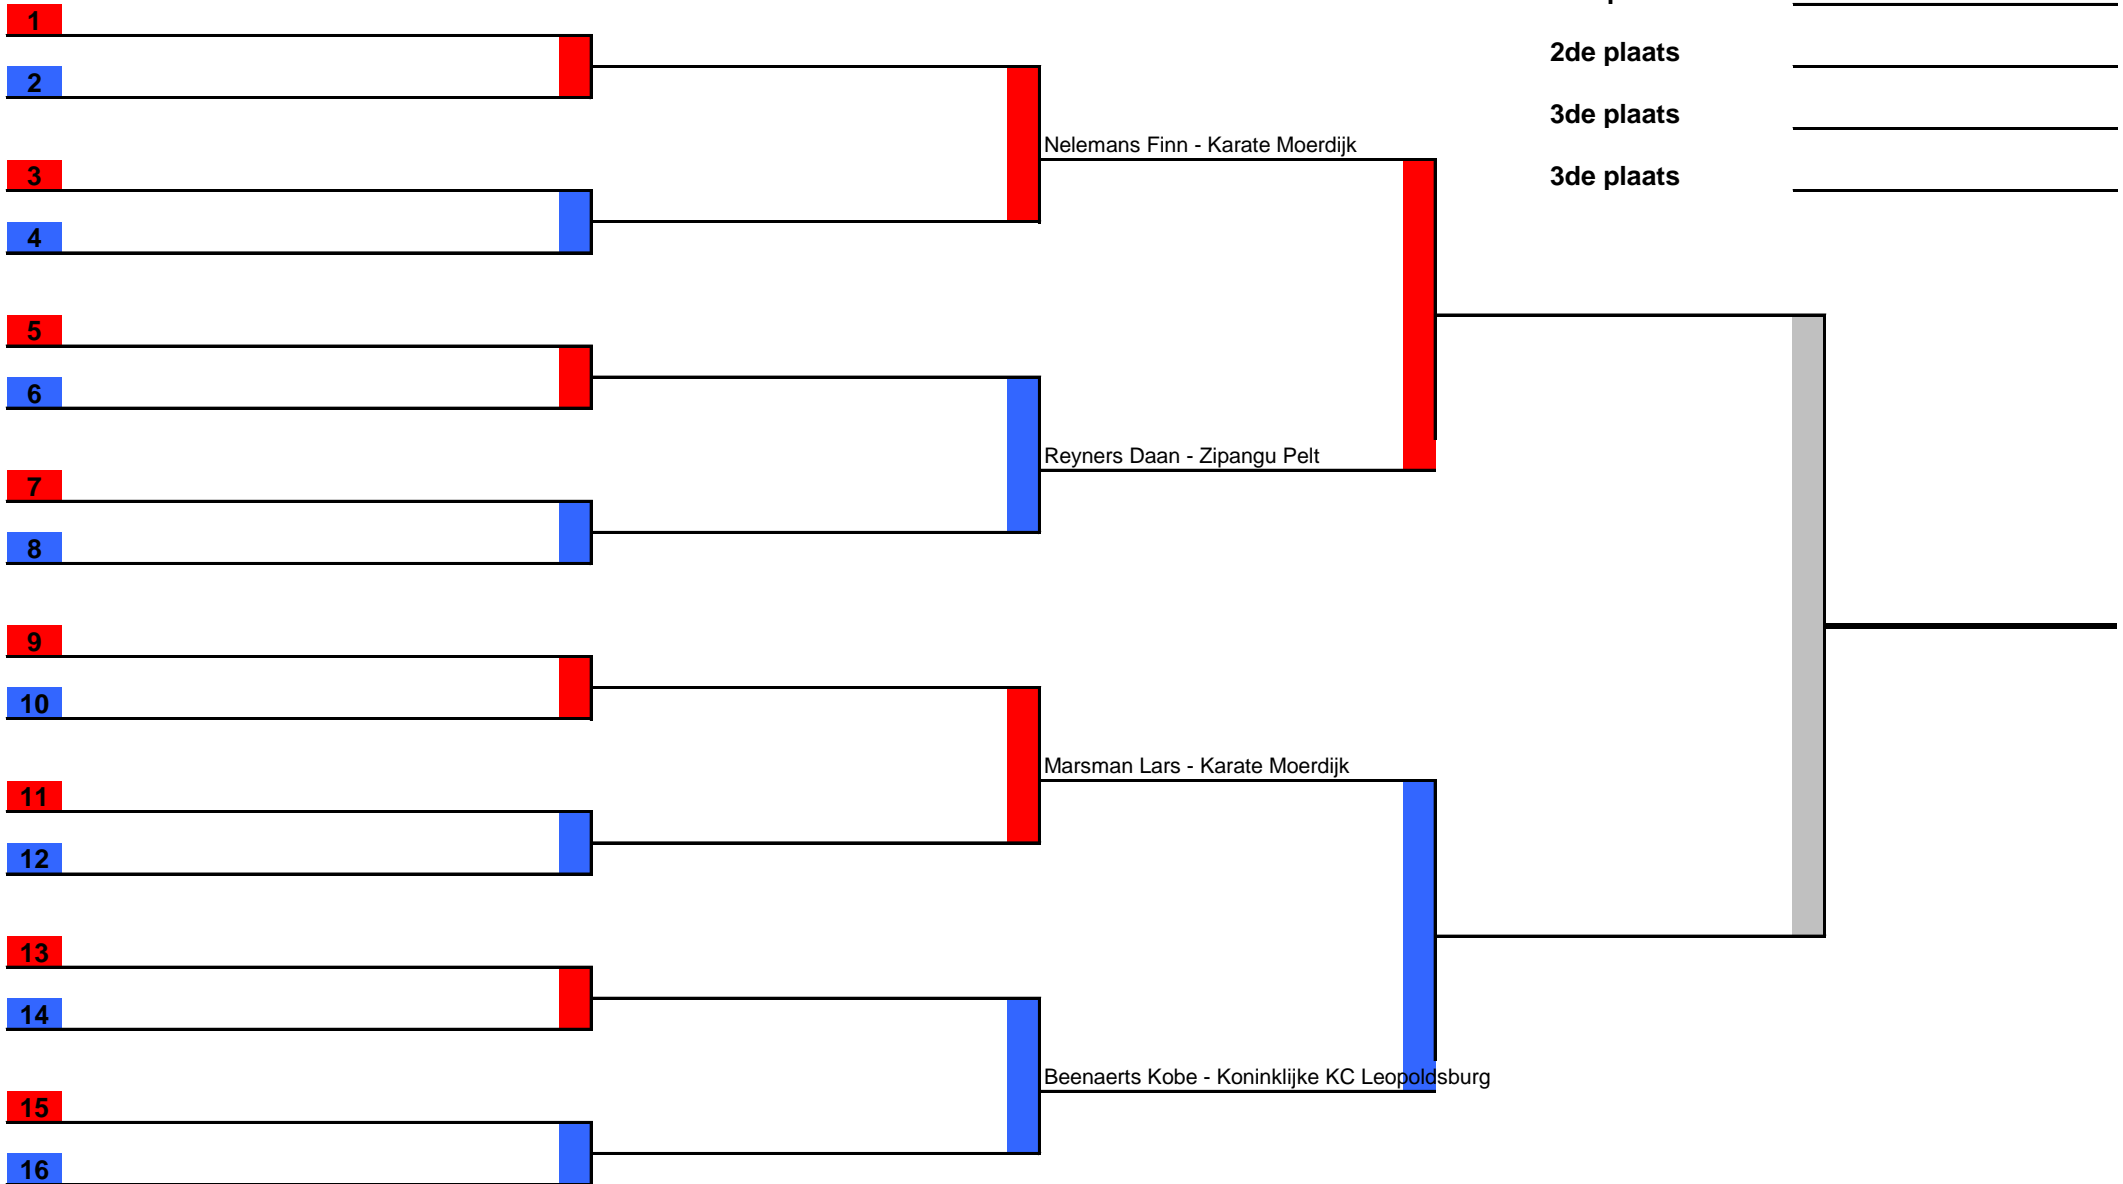 1
2de plaats
2
3de plaats
Nelemans Finn - Karate Moerdijk
3
3de plaats
4
5
6
Reyners Daan - Zipangu Pelt
7
8
9
10
Marsman Lars - Karate Moerdijk
11
12
13
14
Beenaerts Kobe - Koninklijke KC Leopoldsburg
15
16